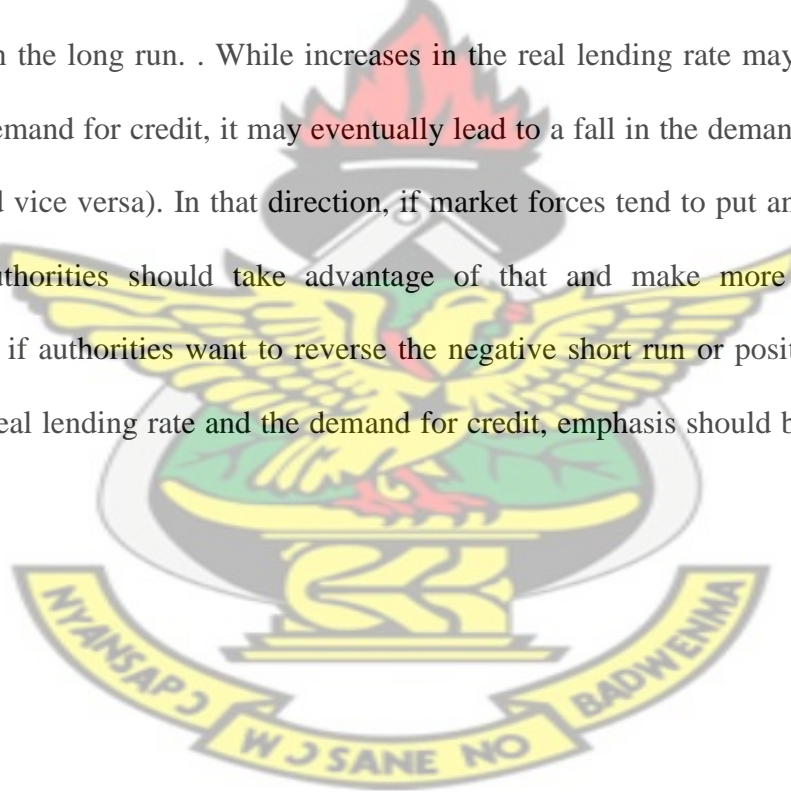 n the long run. . While increases in the real lending rate may
emand for credit, it may eventually lead to a fall in the deman
d vice versa). In that direction, if market forces tend to put an
uthorities should take advantage of that and make more
if authorities want to reverse the negative short run or posit
eal lending rate and the demand for credit, emphasis should b
NYANSAPƆ
WƆSANE NO
BADWENMA